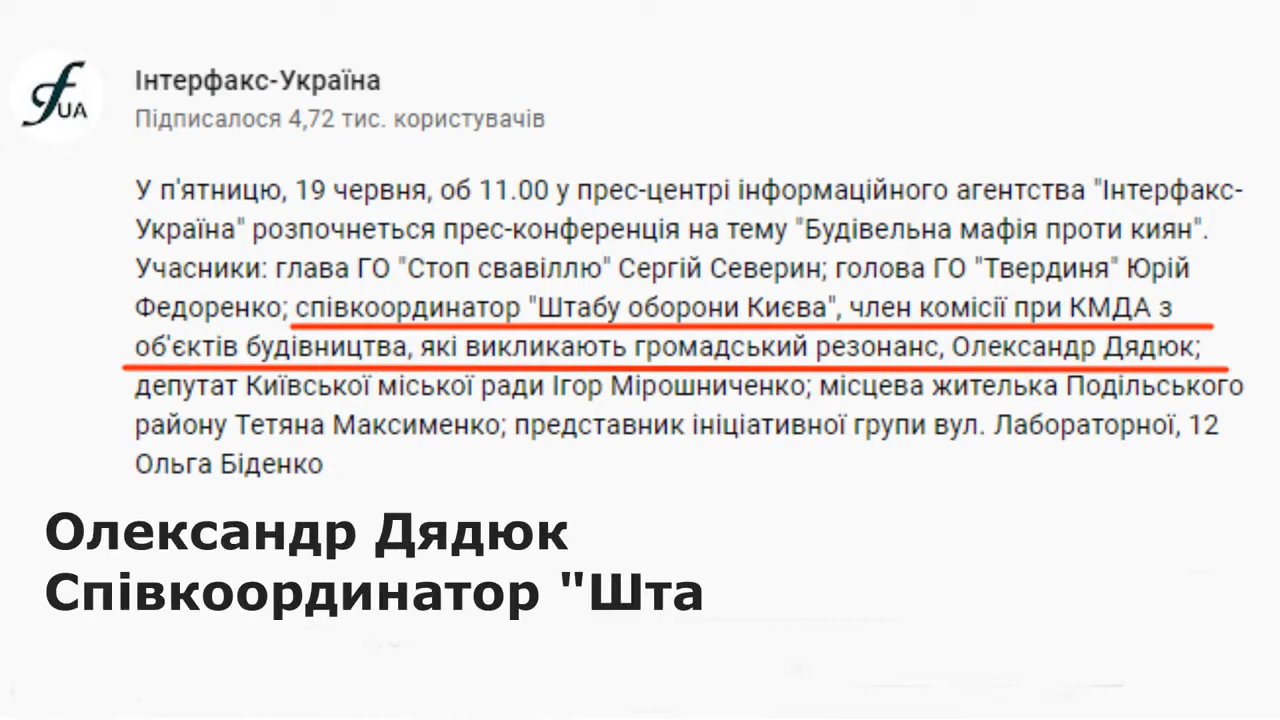 UA
Інтерфакс-Україна
Підписалося 4,72 тис. користувачів
У п'ятницю, 19 червня, об 11.00 у прес-центрі інформаційного агентства "Інтерфакс-
Україна" розпочнеться прес-конференція на тему "Будівельна мафія проти киян".
Учасники: глава ГО "Стоп свавіллю" Сергій Северин; голова ГО "Твердиня" Юрій
Федоренко; співкоординатор "Штабу оборони Києва", член комісії при КМДА з
об'єктів будівництва, які викликають громадський резонанс, Олександр Дядюк;
депутат Київської міської ради Ігор Мірошниченко; місцева жителька Подільського
району Тетяна Максименко; представник ініціативної групи вул. Лабораторної, 12
Ольга Біденко
Олександр Дядюк
Співкоординатор "Шта